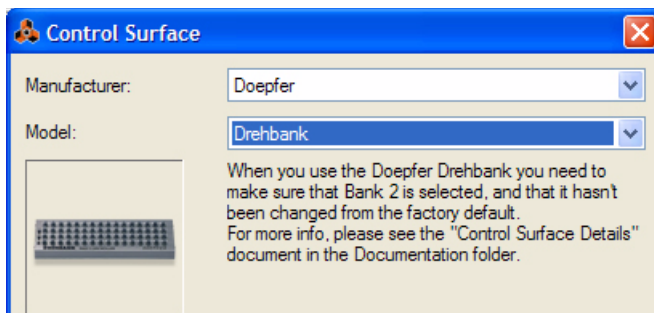 Control Surface
Manufacturer:
Doepfer
Model:
Drehbank
When you use the Doepfer Drehbank you need to
make sure that Bank 2 is selected, and that it hasn't
been changed from the factory default.
For more info, please see the "Control Surface Details"
document in the Documentation folder.